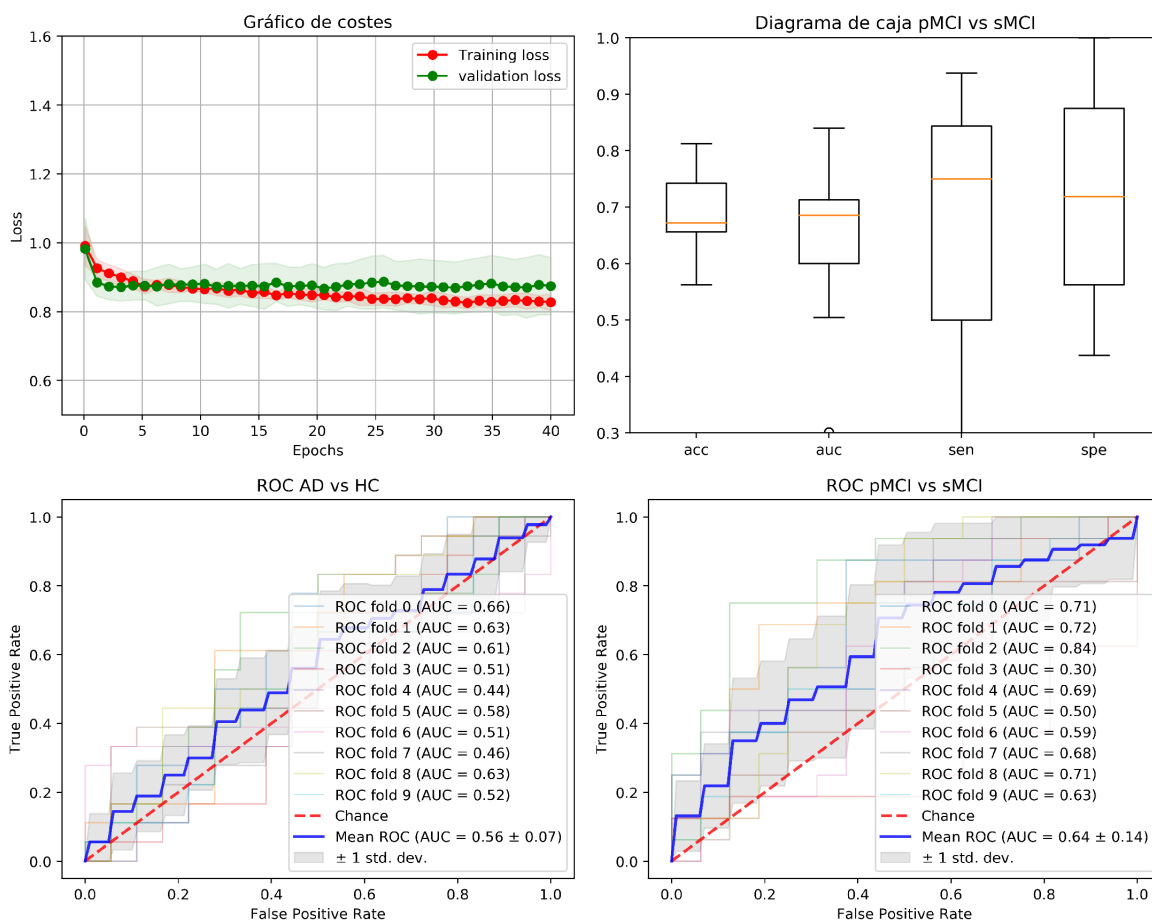 Gráfico de costes
1.6
1.4
1.2
1.0
0.8
0.6
Loss
0 5 10 15 20 25 30 35 40
Epochs
Training loss
validation loss
Diagrama de caja pMCI vs sMCI
1.0
0.9
0.8
0.7
0.6
0.5
0.4
0.3
acc auc sen spe
ROC AD vs HC
1.0
0.8
0.6
0.4
0.2
0.0
True Positive Rate
0.0 0.2 0.4 0.6 0.8 1.0
False Positive Rate
ROC fold 0 (AUC = 0.66)
ROC fold 1 (AUC = 0.63)
ROC fold 2 (AUC = 0.61)
ROC fold 3 (AUC = 0.51)
ROC fold 4 (AUC = 0.44)
ROC fold 5 (AUC = 0.58)
ROC fold 6 (AUC = 0.51)
ROC fold 7 (AUC = 0.46)
ROC fold 8 (AUC = 0.63)
ROC fold 9 (AUC = 0.52)
Chance
Mean ROC (AUC = 0.56 ± 0.07)
± 1 std. dev.
ROC pMCI vs sMCI
1.0
0.8
0.6
0.4
0.2
0.0
True Positive Rate
0.0 0.2 0.4 0.6 0.8 1.0
False Positive Rate
ROC fold 0 (AUC = 0.71)
ROC fold 1 (AUC = 0.72)
ROC fold 2 (AUC = 0.84)
ROC fold 3 (AUC = 0.30)
ROC fold 4 (AUC = 0.69)
ROC fold 5 (AUC = 0.50)
ROC fold 6 (AUC = 0.59)
ROC fold 7 (AUC = 0.68)
ROC fold 8 (AUC = 0.71)
ROC fold 9 (AUC = 0.63)
Chance
Mean ROC (AUC = 0.64 ± 0.14)
± 1 std. dev.